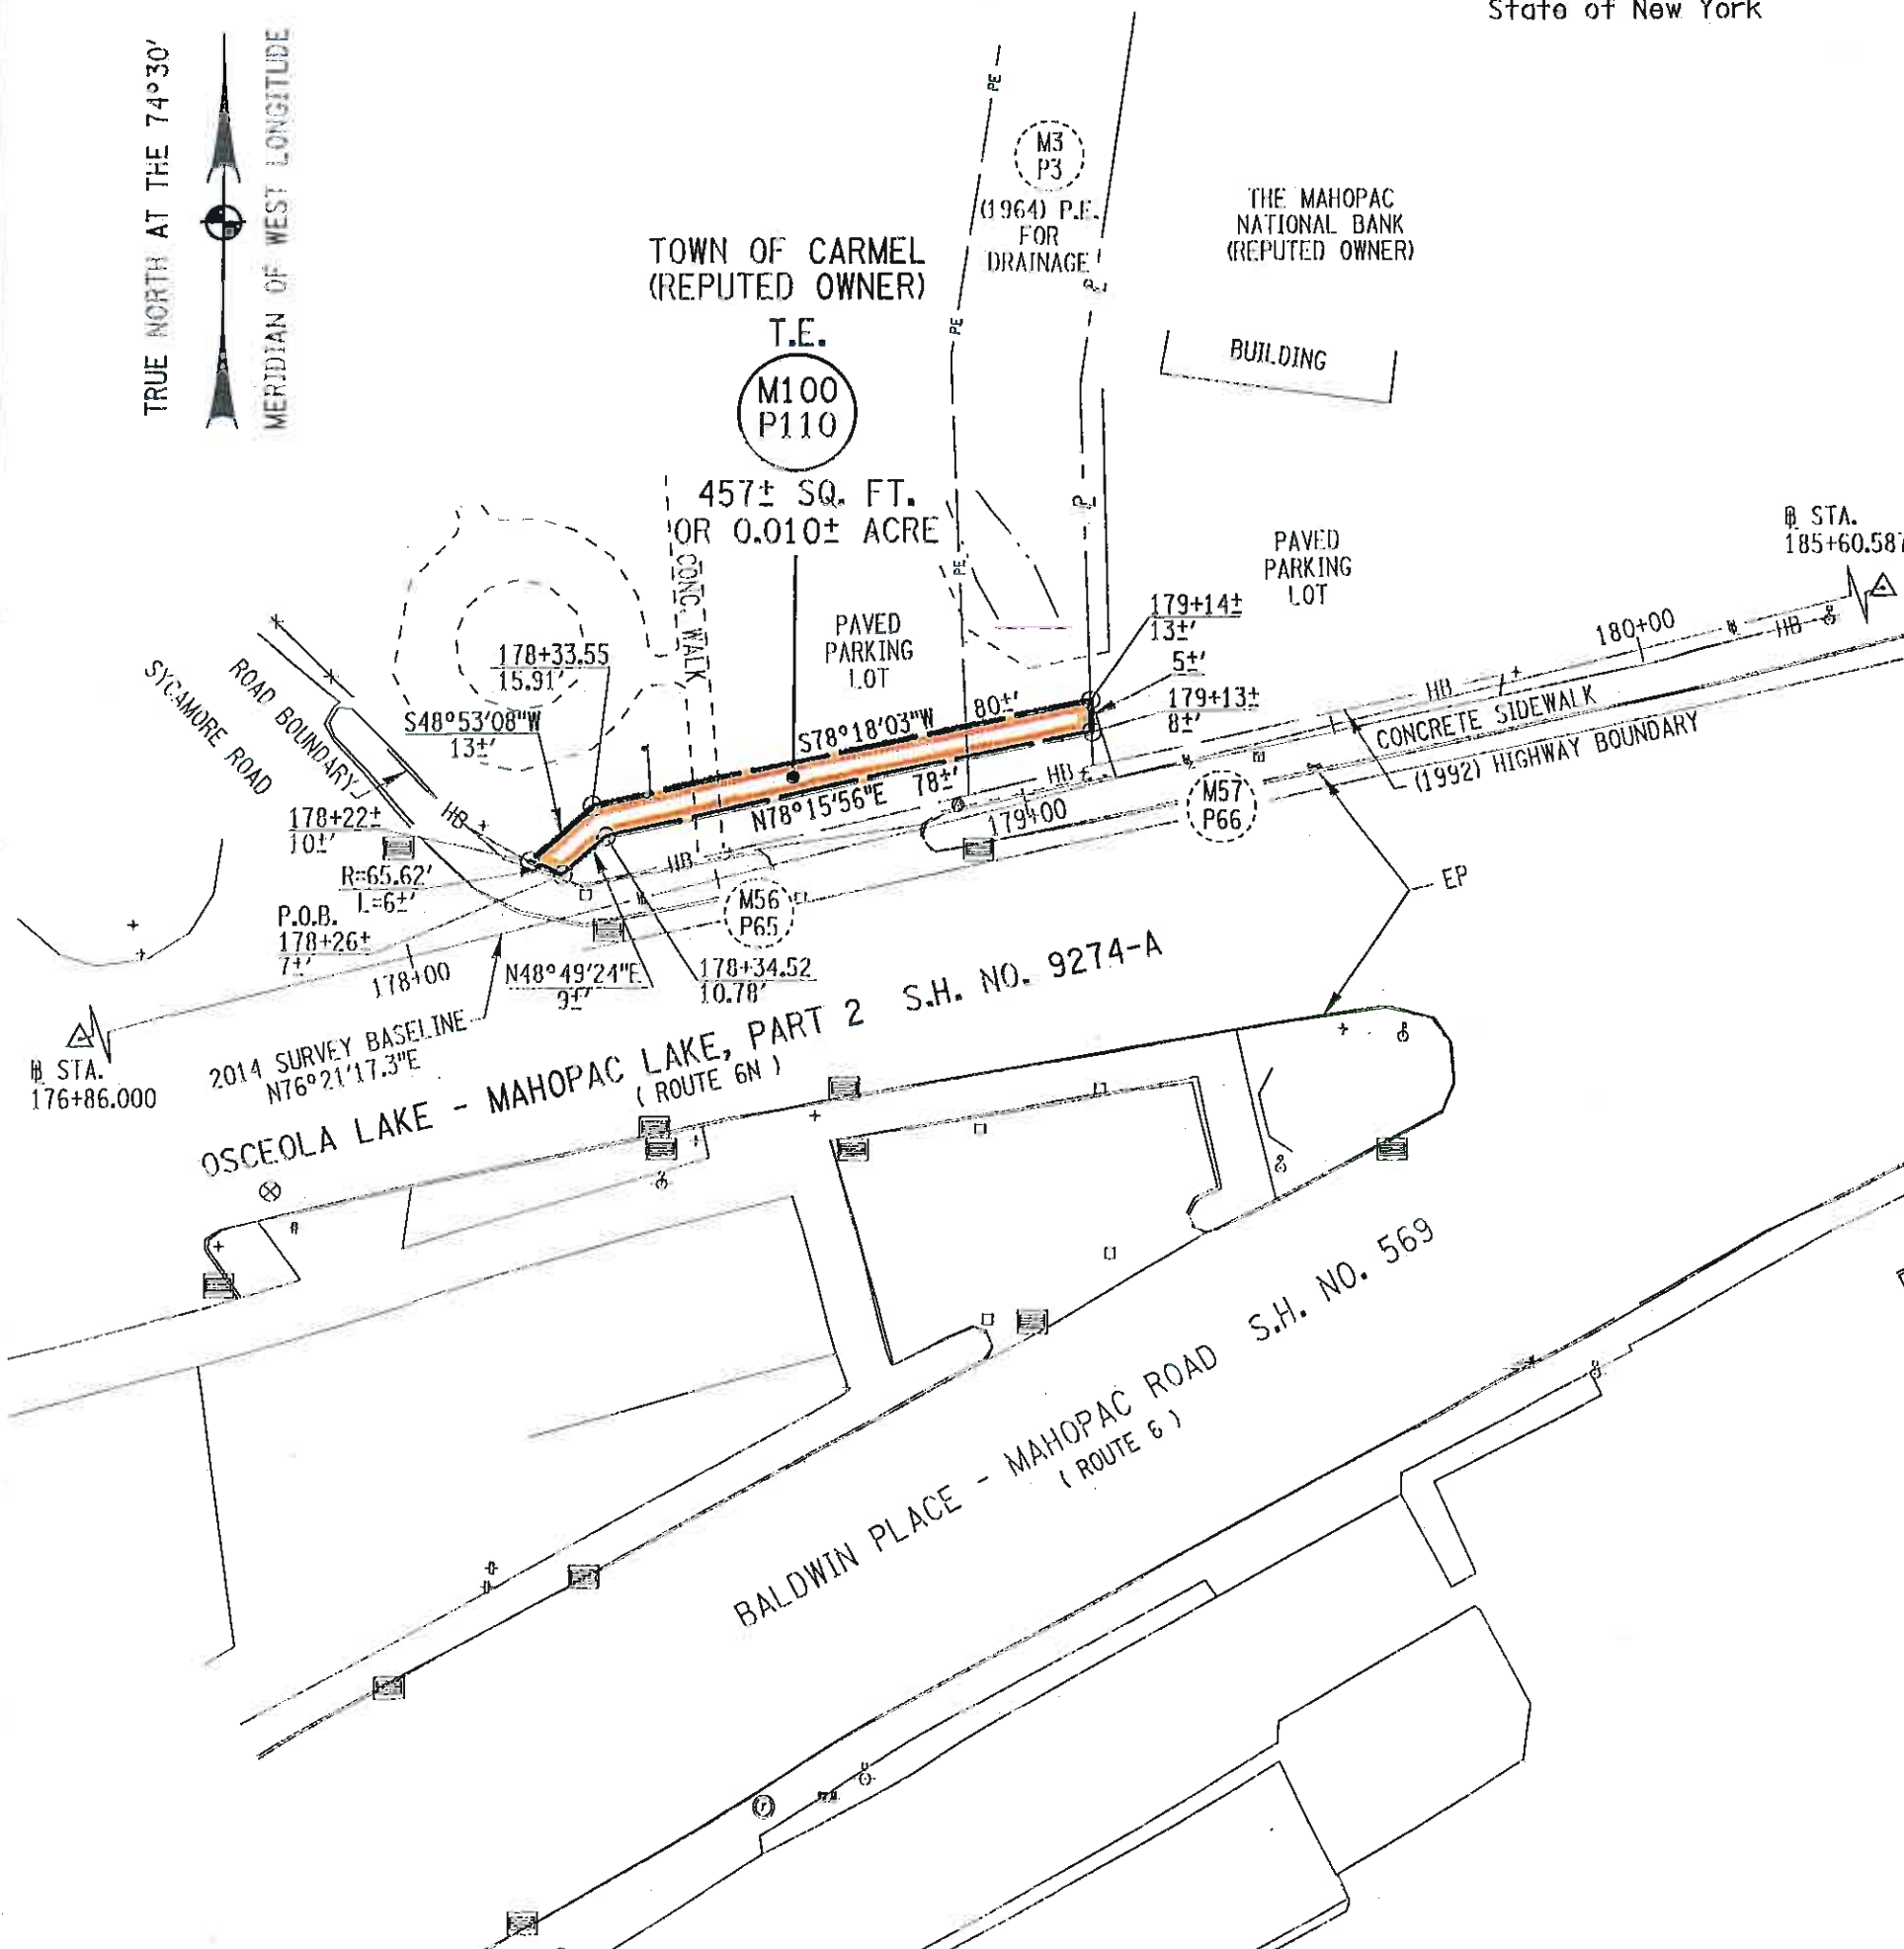 State of New York
TRUE NORTH AT THE 74°30'
MERIDIAN OF WEST LONGITUDE
M3
P3
(1964) P.E.
FOR
DRAINAGE
PE
PE
PE
THE MAHOPAC
NATIONAL BANK
(REPUTED OWNER)
BUILDING
TOWN OF CARMEL
(REPUTED OWNER)
T.E.
M100
P110
457± SQ. FT.
OR 0.010± ACRE
CONC. WALK
PAVED
PARKING
LOT
PAVED
PARKING
LOT
B STA.
185+60.587
179+14±
13±'
5±'
179+13±
8±'
180+00
HB
HB
CONCRETE SIDEWALK
(1992) HIGHWAY BOUNDARY
178+33.55
15.91'
S48°53'08"W
13±'
S78°18'03"W
80±'
N78°15'56"E
78±'
HB
179+00
M57
P66
SYCAMORE ROAD
ROAD BOUNDARY
HB
178+22±
10±'
R=65.62'
L=6±'
P.O.B.
178+26±
7±'
HB
M56
P65
EP
178+00
N48°49'24"E
9±'
178+34.52
10.78'
B STA.
176+86.000
2014 SURVEY BASELINE
N76°21'17.3"E
OSCEOLA LAKE - MAHOPAC LAKE, PART 2 S.H. NO. 9274-A
( ROUTE 6N )
BALDWIN PLACE - MAHOPAC ROAD S.H. NO. 569
( ROUTE 6 )